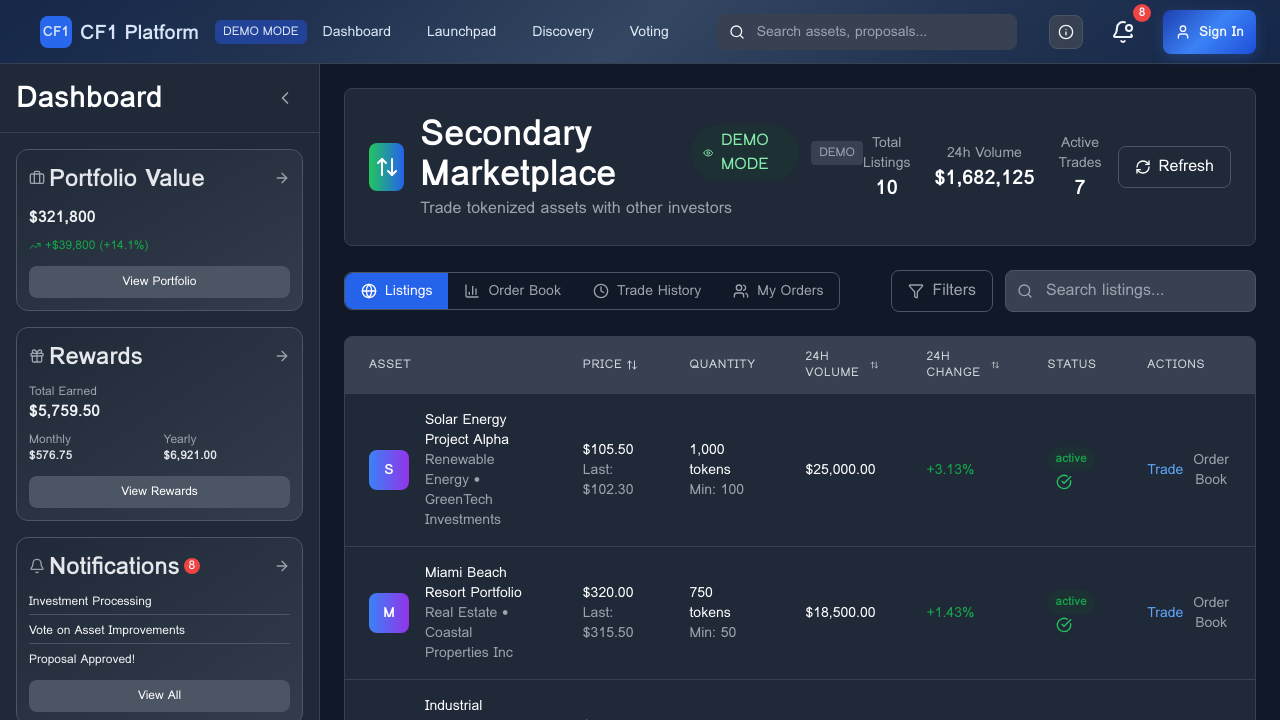 CF1 CF1 Platform DEMO MODE Dashboard Launchpad Discovery Voting Search assets, proposals... 8 Sign In
Dashboard
Portfolio Value
$321,800
+$39,800 (+14.1%)
View Portfolio
Rewards
Total Earned
$5,759.50
Monthly Yearly
$576.75 $6,921.00
View Rewards
Notifications 8
Investment Processing
Vote on Asset Improvements
Proposal Approved!
View All
Secondary
Marketplace
Trade tokenized assets with other investors
DEMO
MODE
DEMO
Total
Listings
10
24h Volume
$1,682,125
Active
Trades
7
Refresh
Listings Order Book Trade History My Orders Filters Search listings...
ASSET PRICE QUANTITY 24H VOLUME 24H CHANGE STATUS ACTIONS
S
Solar Energy
Project Alpha
Renewable
Energy •
GreenTech
Investments
$105.50
Last:
$102.30
1,000
tokens
Min: 100
$25,000.00
+3.13%
active
Trade
Order
Book
M
Miami Beach
Resort Portfolio
Real Estate •
Coastal
Properties Inc
$320.00
Last:
$315.50
750
tokens
Min: 50
$18,500.00
+1.43%
active
Trade
Order
Book
Industrial